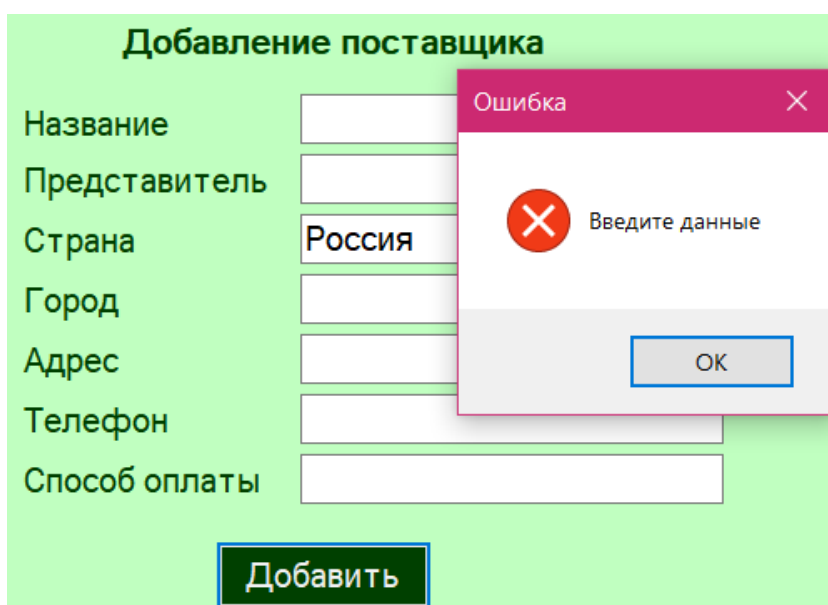 Добавление поставщика
Ошибка
Название
Введите данные
Представитель
Страна
Россия
Город
OK
Адрес
Телефон
Способ оплаты
Добавить